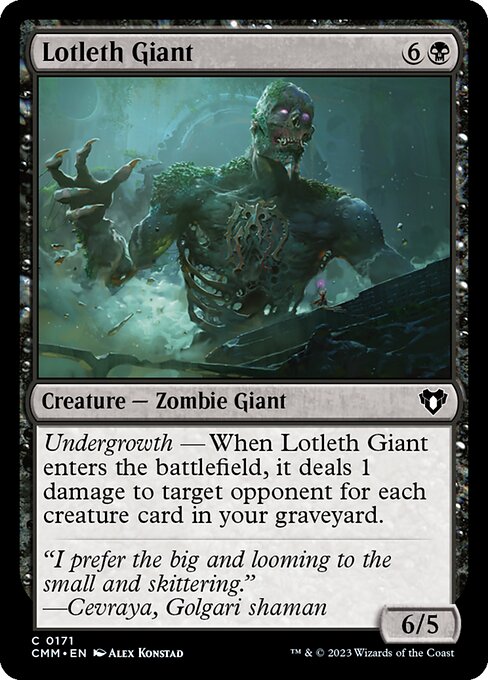 Lotleth Giant 6
Creature — Zombie Giant
Undergrowth — When Lotleth Giant
enters the battlefield, it deals 1
damage to target opponent for each
creature card in your graveyard.
“I prefer the big and looming to the
small and skittering.”
—Cevraya, Golgari shaman
6/5
C 0171
CMM • EN Alex Konstad
™ & © 2023 Wizards of the Coast